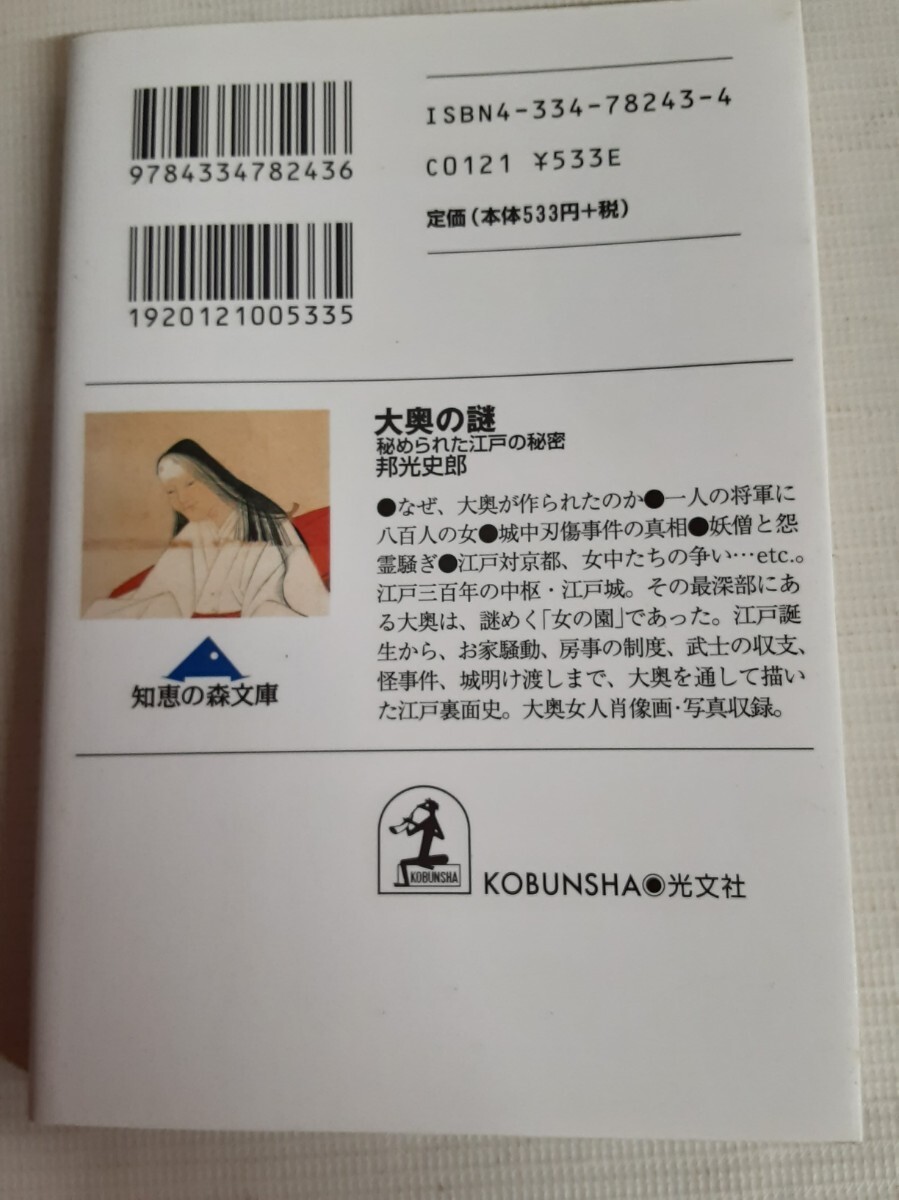 9784334782436
1920121005335
ISBN4-334-78243-4
C0121 ¥533E
定価(本体533円+税)
大奥の謎
秘められた江戸の秘密
邦光史郎
●なぜ、大奥が作られたのか●一人の将軍に
八百人の女●城中刃傷事件の真相●妖僧と怨
霊騒ぎ●江戸対京都、女中たちの争い…etc.。
江戸三百年の中枢・江戸城。その最深部にあ
る大奥は、謎めく「女の園」であった。江戸誕
生から、お家騒動、房事の制度、武士の収支、
怪事件、城明け渡しまで、大奥を通して描い
た江戸裏面史。大奥女人肖像画・写真収録。
知恵の森文庫
KOBUNSHA
KOBUNSHA◉光文社